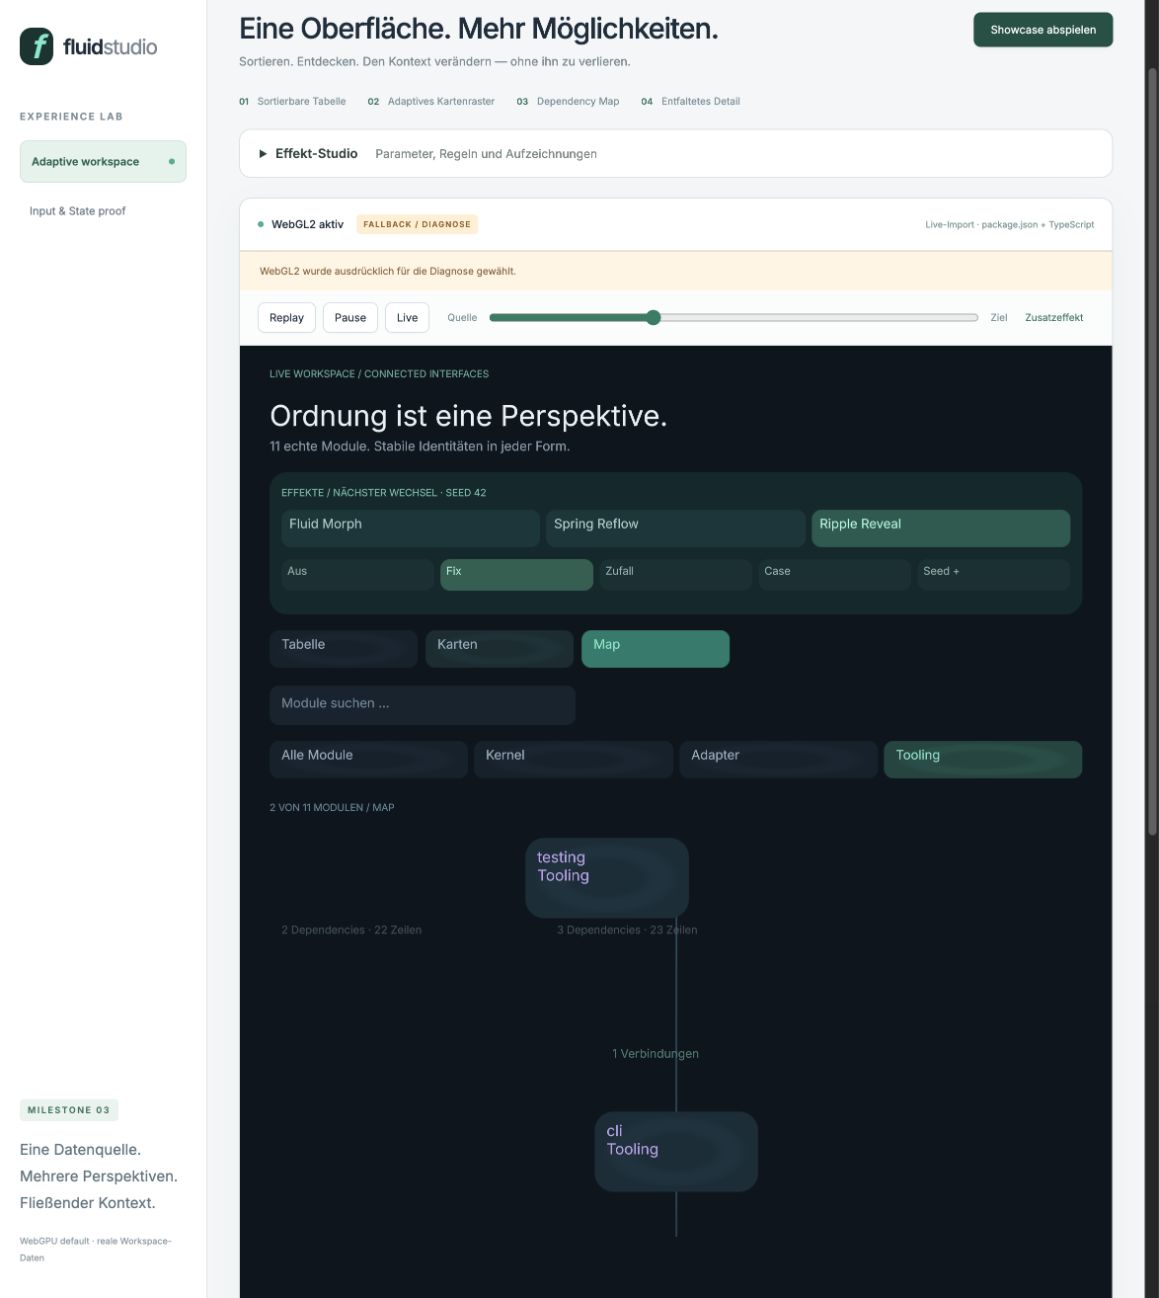 fluidstudio
EXPERIENCE LAB
Adaptive workspace
Input & State proof
MILESTONE 03
Eine Datenquelle.
Mehrere Perspektiven.
Fließender Kontext.
WebGPU default · reale Workspace-
Daten
Eine Oberfläche. Mehr Möglichkeiten.
Showcase abspielen
Sortieren. Entdecken. Den Kontext verändern — ohne ihn zu verlieren.
01 Sortierbare Tabelle 02 Adaptives Kartenraster 03 Dependency Map 04 Entfaltetes Detail
Effekt-Studio Parameter, Regeln und Aufzeichnungen
WebGL2 aktiv FALLBACK / DIAGNOSE Live-Import · package.json + TypeScript
WebGL2 wurde ausdrücklich für die Diagnose gewählt.
Replay Pause Live Quelle Ziel Zusatzeffekt
LIVE WORKSPACE / CONNECTED INTERFACES
Ordnung ist eine Perspektive.
11 echte Module. Stabile Identitäten in jeder Form.
EFFEKTE / NÄCHSTER WECHSEL · SEED 42
Fluid Morph Spring Reflow Ripple Reveal
Aus Fix Zufall Case Seed +
Tabelle Karten Map
Module suchen ...
Alle Module Kernel Adapter Tooling
2 VON 11 MODULEN / MAP
testing
Tooling
2 Dependencies · 22 Zeilen 3 Dependencies · 23 Zeilen
1 Verbindungen
cli
Tooling